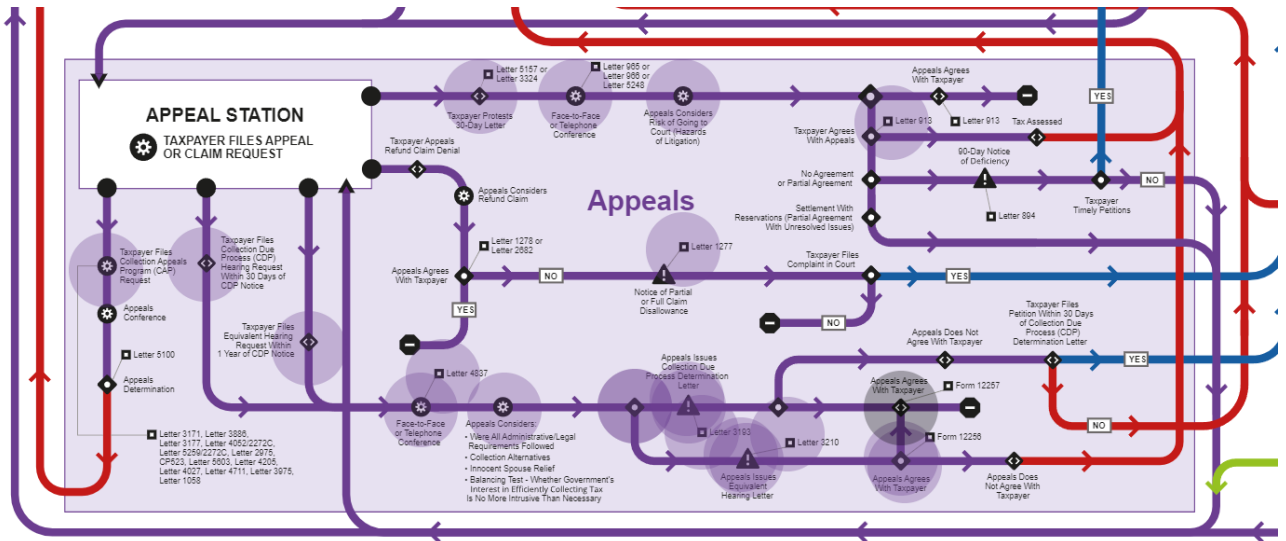 APPEAL STATION
TAXPAYER FILES APPEAL
OR CLAIM REQUEST
Letter 5157 or
Letter 3324
Taxpayer Protests
30-Day Letter
Letter 965 or
Letter 966 or
Letter 5248
Face-to-Face
or Telephone
Conference
Appeals Considers
Risk of Going to
Court (Hazards
of Litigation)
Appeals Agrees
With Taxpayer
Letter 913
Letter 913
Taxpayer Agrees
With Appeals
Tax Assessed
YES
90-Day Notice
of Deficiency
No Agreement
or Partial Agreement
Letter 894
Taxpayer
Timely Petitions
NO
Settlement With
Reservations (Partial Agreement
With Unresolved Issues)
Taxpayer Appeals
Refund Claim Denial
Appeals Considers
Refund Claim
Appeals
Letter 1278 or
Letter 2682
Appeals Agrees
With Taxpayer
NO
YES
Letter 1277
Notice of Partial
or Full Claim
Disallowance
Taxpayer Files
Complaint in Court
YES
NO
Taxpayer Files
Collection Appeals
Program (CAP)
Request
Appeals
Conference
Letter 5100
Appeals
Determination
Letter 3171, Letter 3886,
Letter 3177, Letter 4052/2272C,
Letter 5259/2272C, Letter 2975,
CP523, Letter 5603, Letter 4205,
Letter 4027, Letter 4711, Letter 3975,
Letter 1058
Taxpayer Files
Collection Due
Process (CDP)
Hearing Request
Within 30 Days of
CDP Notice
Taxpayer Files
Equivalent Hearing
Request Within
1 Year of CDP Notice
Letter 4837
Face-to-Face
or Telephone
Conference
Appeals Considers:
• Were All Administrative/Legal
Requirements Followed
• Collection Alternatives
• Innocent Spouse Relief
• Balancing Test - Whether Government's
Interest in Efficiently Collecting Tax
Is No More Intrusive Than Necessary
Appeals Issues
Collection Due
Process Determination
Letter
Letter 3193
Letter 3210
Appeals Issues
Equivalent
Hearing Letter
Appeals Does Not
Agree With Taxpayer
Taxpayer Files
Petition Within 30 Days
of Collection Due
Process (CDP)
Determination Letter
YES
NO
Appeals Agrees
With Taxpayer
Form 12257
Form 12256
Appeals Agrees
With Taxpayer
Appeals Does
Not Agree With
Taxpayer